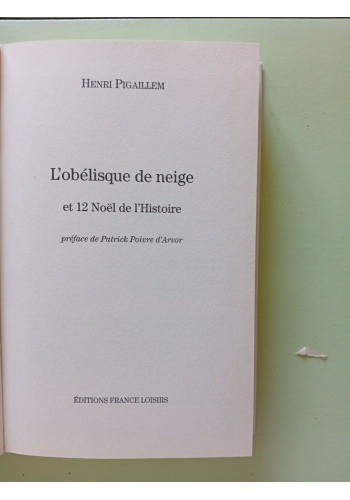 HENRI PIGAILLEM
L'obélisque de neige
et 12 Noël de l'Histoire
préface de Patrick Poivre d'Arvor
ÉDITIONS FRANCE LOISIRS